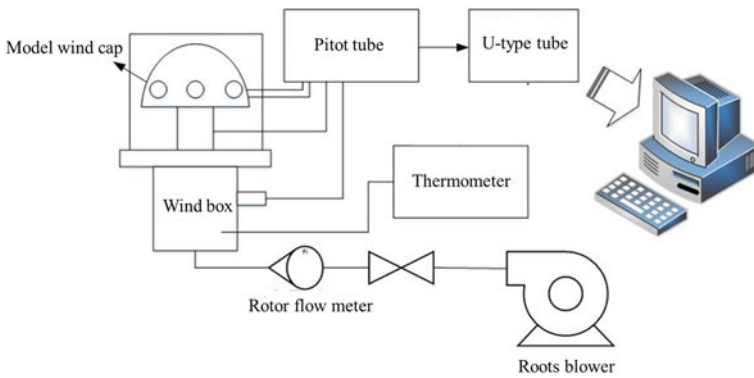 Model wind cap
Pitot tube
U-type tube
Thermometer
Wind box
Rotor flow meter
Roots blower